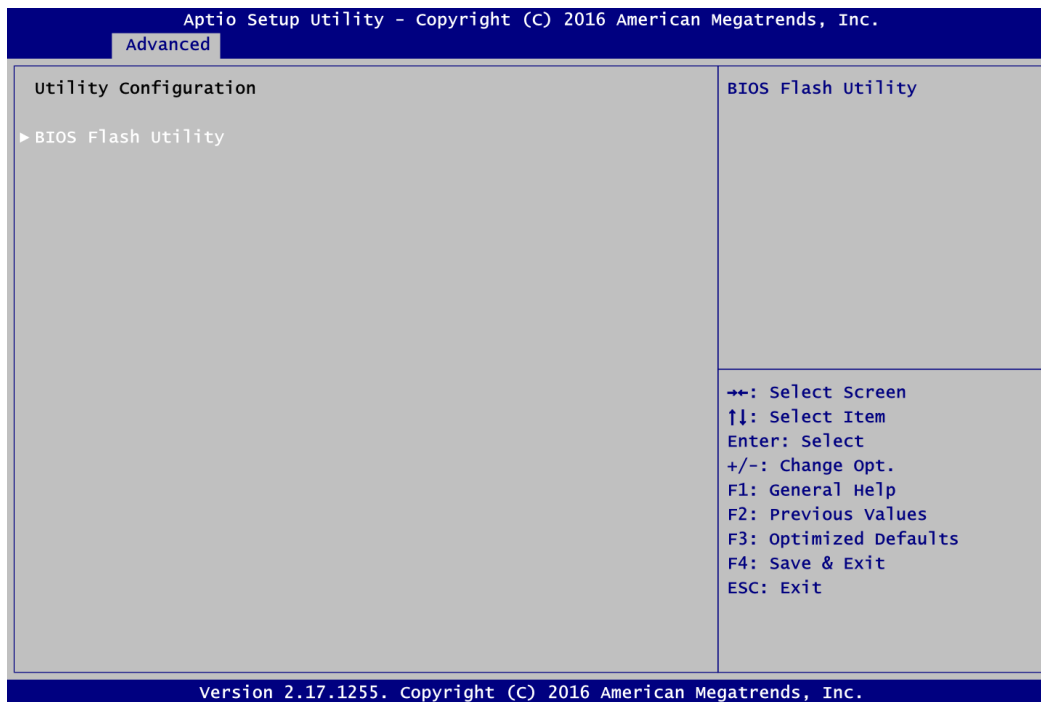 Aptio Setup Utility - Copyright (C) 2016 American Megatrends, Inc.
Advanced
Utility Configuration
►BIOS Flash Utility
BIOS Flash Utility
→←: Select Screen
↑↓: Select Item
Enter: Select
+/-: Change Opt.
F1: General Help
F2: Previous Values
F3: Optimized Defaults
F4: Save & Exit
ESC: Exit
Version 2.17.1255. Copyright (C) 2016 American Megatrends, Inc.